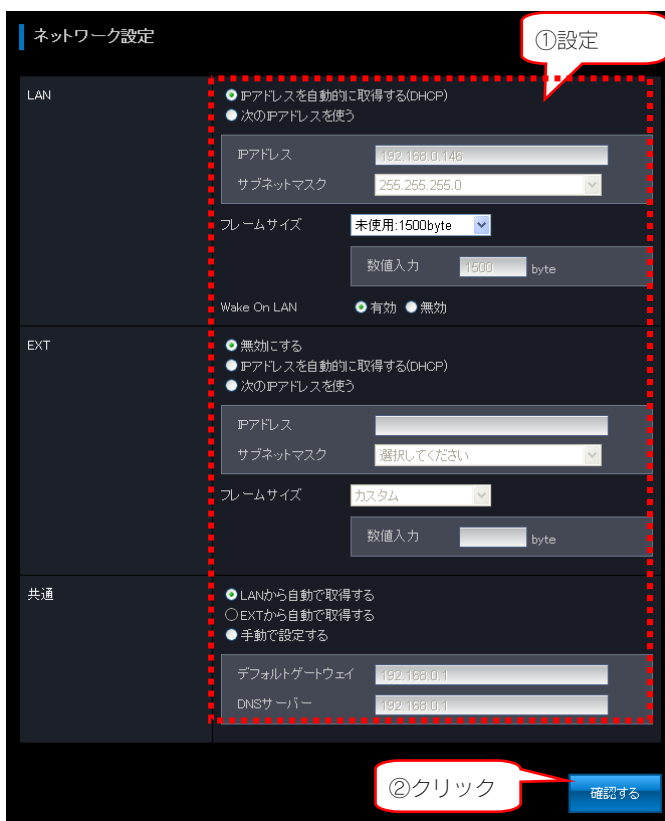 ネットワーク設定
①設定
LAN
IPアドレスを自動的に取得する(DHCP)
次のIPアドレスを使う
IPアドレス 192.168.0.146
サブネットマスク 255.255.255.0
フレームサイズ 未使用:1500byte
数値入力 1500 byte
Wake On LAN 有効 無効
EXT
無効にする
IPアドレスを自動的に取得する(DHCP)
次のIPアドレスを使う
IPアドレス
サブネットマスク 選択してください
フレームサイズ カスタム
数値入力 byte
共通
LANから自動で取得する
EXTから自動で取得する
手動で設定する
デフォルトゲートウェイ 192.168.0.1
DNSサーバー 192.168.0.1
②クリック
確認する